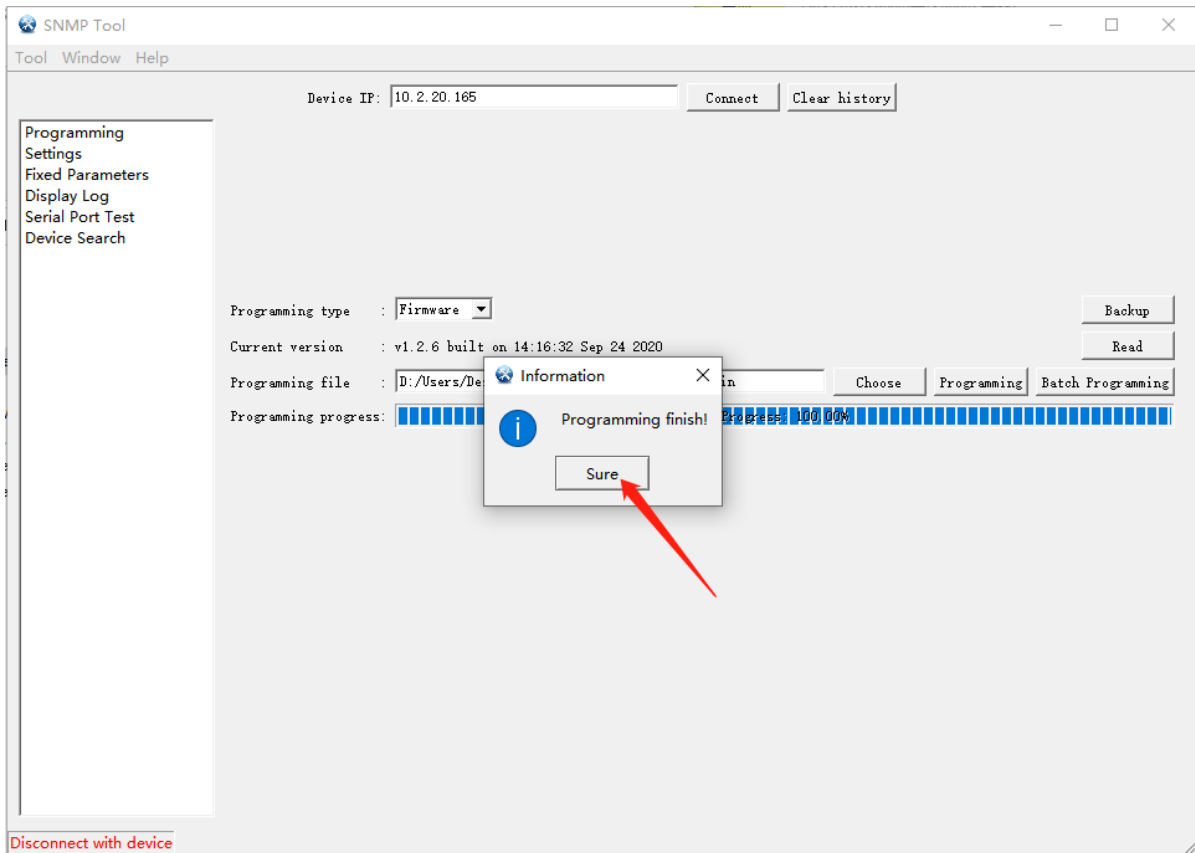 SNMP Tool
Tool Window Help
Device IP: 10.2.20.165 Connect Clear history
Programming
Settings
Fixed Parameters
Display Log
Serial Port Test
Device Search
Programming type : Firmware Backup
Current version : v1.2.6 built on 14:16:32 Sep 24 2020 Read
Programming file : D:/Users/De in Choose Programming Batch Programming
Programming progress: Progress: 100.00%
Information
Programming finish!
Sure
Disconnect with device